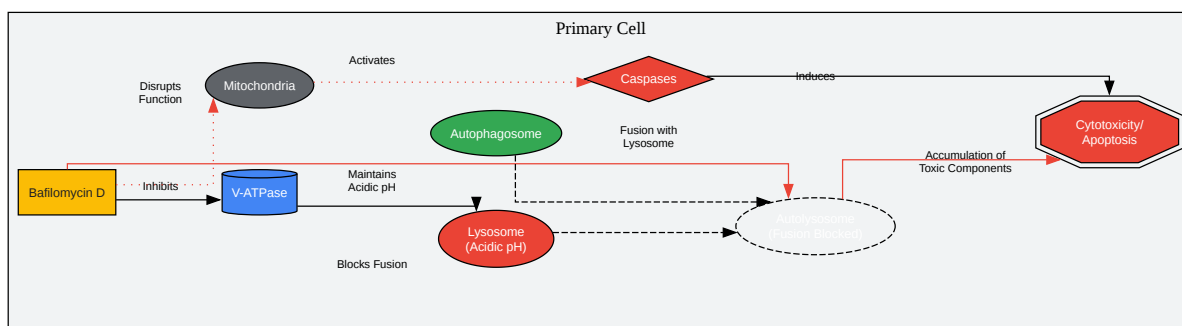 Primary Cell
Activates
Mitochondria
Caspases
Induces
Disrupts
Function
Cytotoxicity/
Apoptosis
Autophagosome
Fusion with
Lysosome
Accumulation of
Toxic Components
Maintains
Acidic pH
Bafilomycin D
Inhibits
V-ATPase
Autolysosome
(Fusion Blocked)
Lysosome
(Acidic pH)
Blocks Fusion